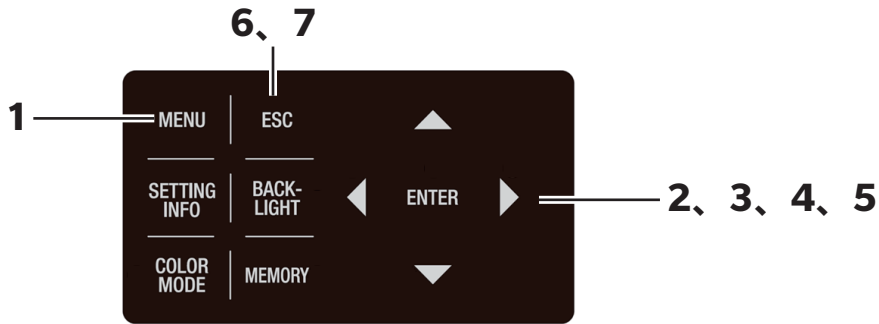 6、7
1
MENU
ESC
SETTING
INFO
BACK-
LIGHT
ENTER
2、3、4、5
COLOR
MODE
MEMORY